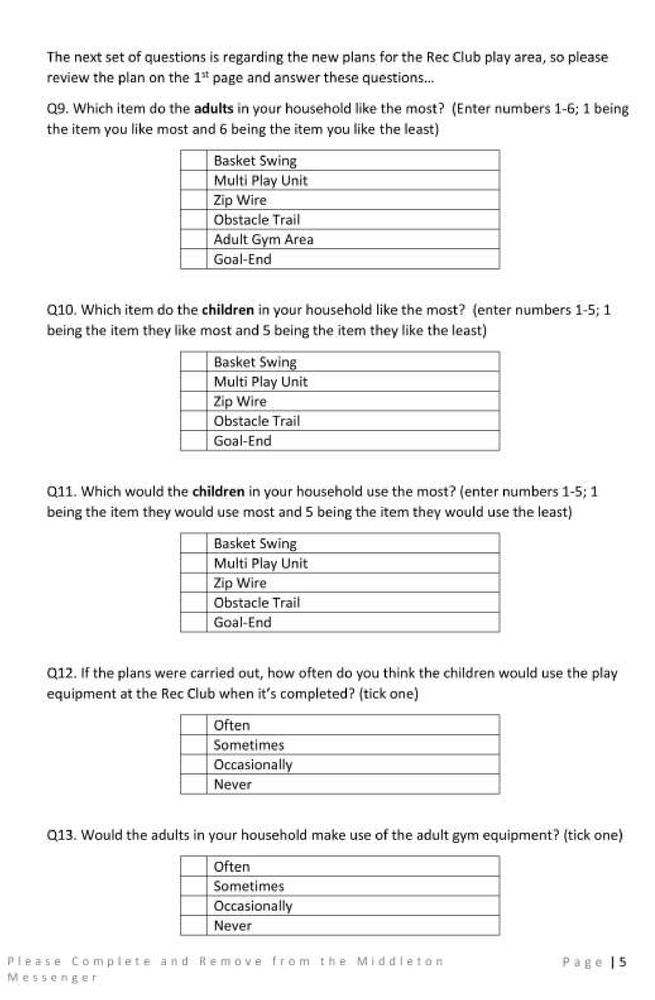 The next set of questions is regarding the new plans for the Rec Club play area, so please
review the plan on the 1st page and answer these questions...
Q9. Which item do the adults in your household like the most?  (Enter numbers 1-6; 1 being
the item you like most and 6 being the item you like the least)
Basket Swing
Multi Play Unit
Zip Wire
Obstacle Trail
Adult Gym Area
Goal-End
Q10. Which item do the children in your household like the most?  (enter numbers 1-5; 1
being the item they like most and 5 being the item they like the least)
Basket Swing
Multi Play Unit
Zip Wire
Obstacle Trail
Goal-End
Q11. Which would the children in your household use the most? (enter numbers 1-5; 1
being the item they would use most and 5 being the item they would use the least)
Basket Swing
Multi Play Unit
Zip Wire
Obstacle Trail
Goal-End
Q12. If the plans were carried out, how often do you think the children would use the play
equipment at the Rec Club when it's completed? (tick one)
Often
Sometimes
Occasionally
Never
Q13. Would the adults in your household make use of the adult gym equipment? (tick one)
Often
Sometimes
Occasionally
Never
Please Complete and Remove from the Middleton Page | 5
Messenger